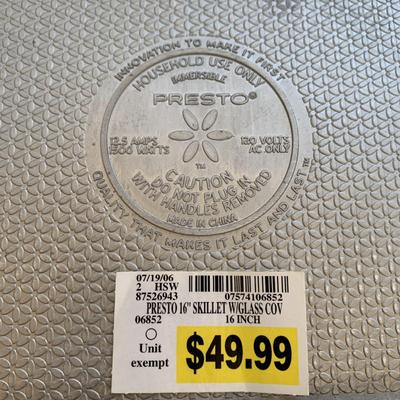 INNOVATION TO MAKE IT FIRST
HOUSEHOLD USE ONLY
IMMERSIBLE
PRESTO®
12.5 AMPS
1500 WATTS
120 VOLTS
AC ONLY
™
CAUTION
DO NOT PLUG IN
WITH HANDLES REMOVED
MADE IN CHINA
QUALITY THAT MAKES IT LAST AND LAST™
07/19/06
2 HSW
87526943 07574106852
PRESTO 16" SKILLET W/GLASS COV
06852 16 INCH
Unit
exempt
$49.99